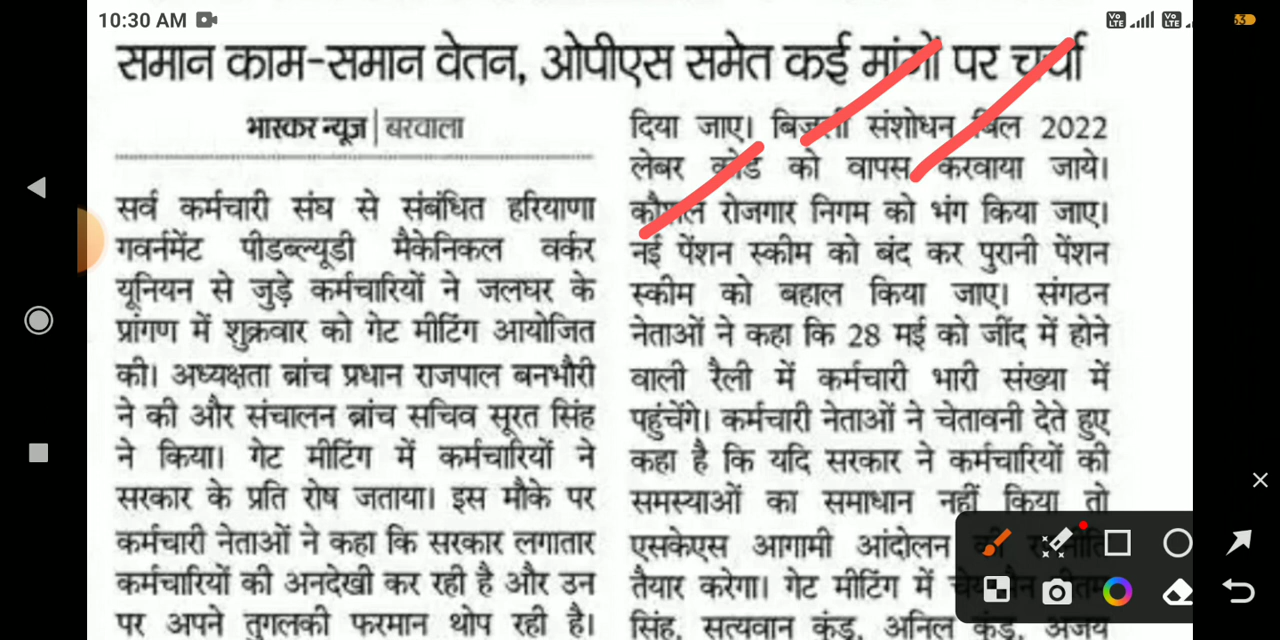 10:30 AM
समान काम-समान वेतन, ओपीएस समेत कई मांगों पर चर्चा
भास्कर न्यूज | बरवाला
सर्व कर्मचारी संघ से संबंधित हरियाणा
गवर्नमेंट पीडब्ल्यूडी मैकेनिकल वर्कर
यूनियन से जुड़े कर्मचारियों ने जलघर के
प्रांगण में शुक्रवार को गेट मीटिंग आयोजित
की। अध्यक्षता ब्रांच प्रधान राजपाल बनभौरी
ने की और संचालन ब्रांच सचिव सूरत सिंह
ने किया। गेट मीटिंग में कर्मचारियों ने
सरकार के प्रति रोष जताया। इस मौके पर
कर्मचारी नेताओं ने कहा कि सरकार लगातार
कर्मचारियों की अनदेखी कर रही है और उन
पर अपने तुगलकी फरमान थोप रही है।
दिया जाए। बिजली संशोधन बिल 2022
लेबर कोड को वापस करवाया जाये।
कौशल रोजगार निगम को भंग किया जाए।
नई पेंशन स्कीम को बंद कर पुरानी पेंशन
स्कीम को बहाल किया जाए। संगठन
नेताओं ने कहा कि 28 मई को जींद में होने
वाली रैली में कर्मचारी भारी संख्या में
पहुंचेंगे। कर्मचारी नेताओं ने चेतावनी देते हुए
कहा है कि यदि सरकार ने कर्मचारियों की
समस्याओं का समाधान नहीं किया तो
एसकेएस आगामी आंदोलन की
तैयार करेगा। गेट मीटिंग में
सिंह, सत्यवान कुंडू, अनिल कुंडू, अजय